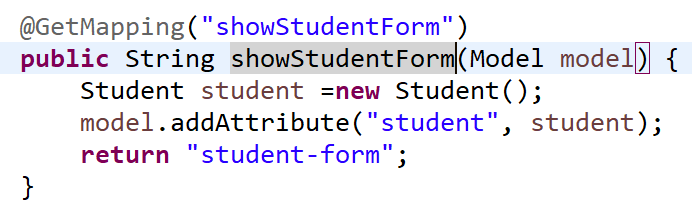 @GetMapping("showStudentForm")
public String showStudentForm(Model model) {
    Student student =new Student();
    model.addAttribute("student", student);
    return "student-form";
}